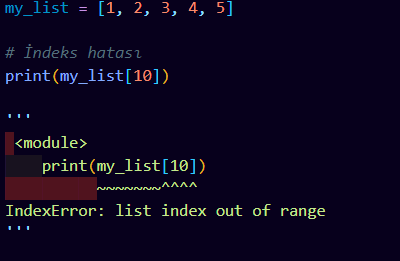 my_list = [1, 2, 3, 4, 5]
# İndeks hatası
print(my_list[10])
'''
<module>
print(my_list[10])
~~~~~~~^^^^
IndexError: list index out of range
'''